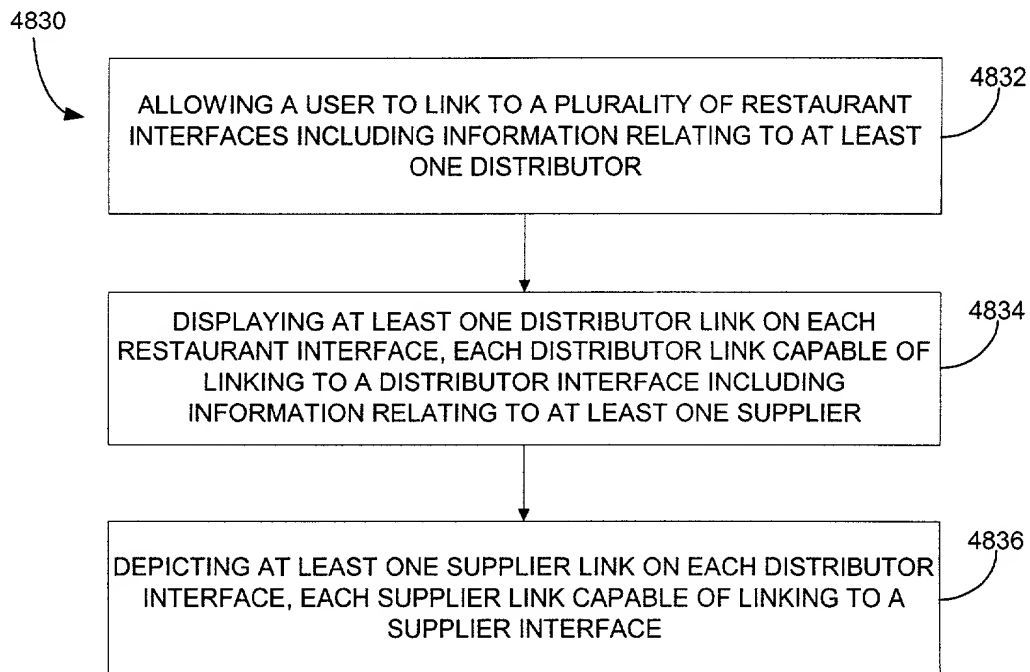 4830
4832
ALLOWING A USER TO LINK TO A PLURALITY OF RESTAURANT
INTERFACES INCLUDING INFORMATION RELATING TO AT LEAST
ONE DISTRIBUTOR
4834
DISPLAYING AT LEAST ONE DISTRIBUTOR LINK ON EACH
RESTAURANT INTERFACE, EACH DISTRIBUTOR LINK CAPABLE OF
LINKING TO A DISTRIBUTOR INTERFACE INCLUDING
INFORMATION RELATING TO AT LEAST ONE SUPPLIER
4836
DEPICTING AT LEAST ONE SUPPLIER LINK ON EACH DISTRIBUTOR
INTERFACE, EACH SUPPLIER LINK CAPABLE OF LINKING TO A
SUPPLIER INTERFACE